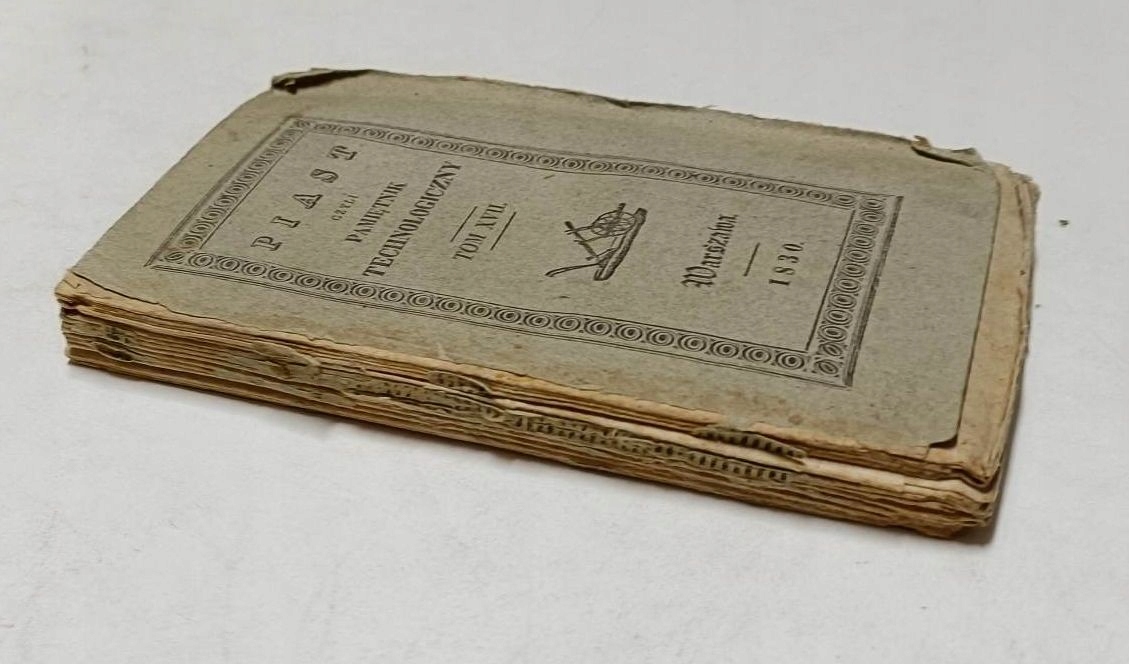 PIAST
CZYLI
PAMIĘTNIK
TECHNOLOGICZNY
TOM XVII.
Warszawa.
1830.